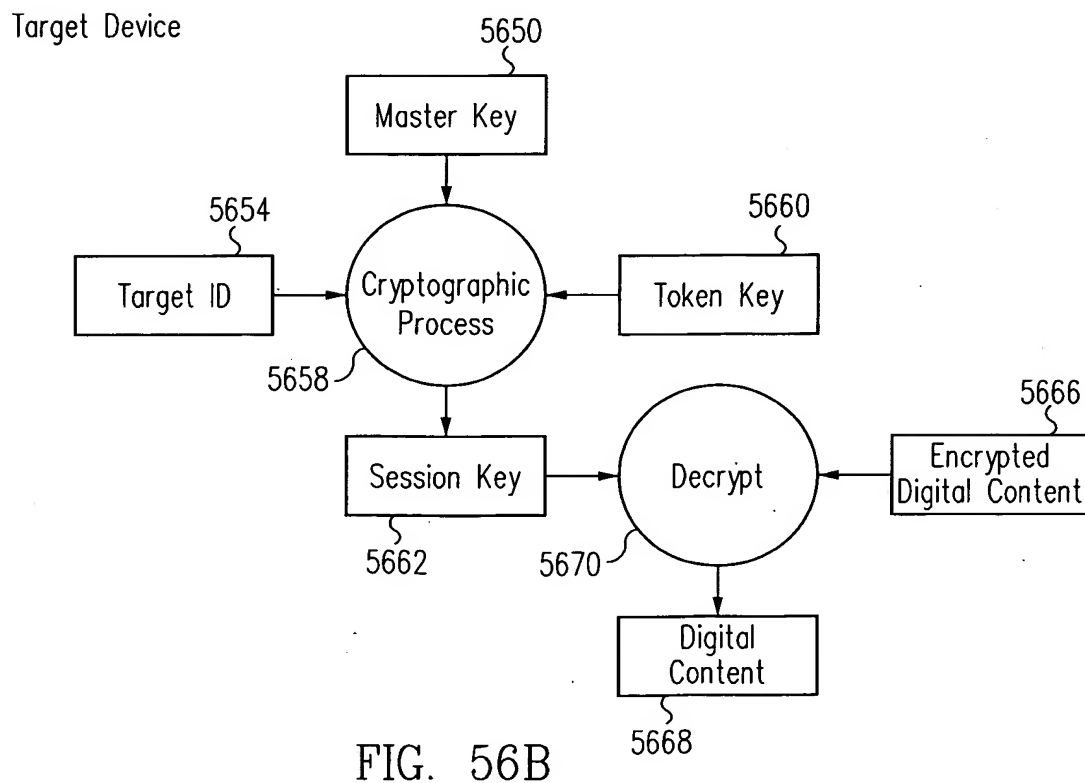 Target Device
5650
Master Key
5654
5660
Target ID
Cryptographic
Process
Token Key
5658
5666
Session Key
Decrypt
Encrypted
Digital Content
5662
5670
Digital
Content
5668
FIG. 56B